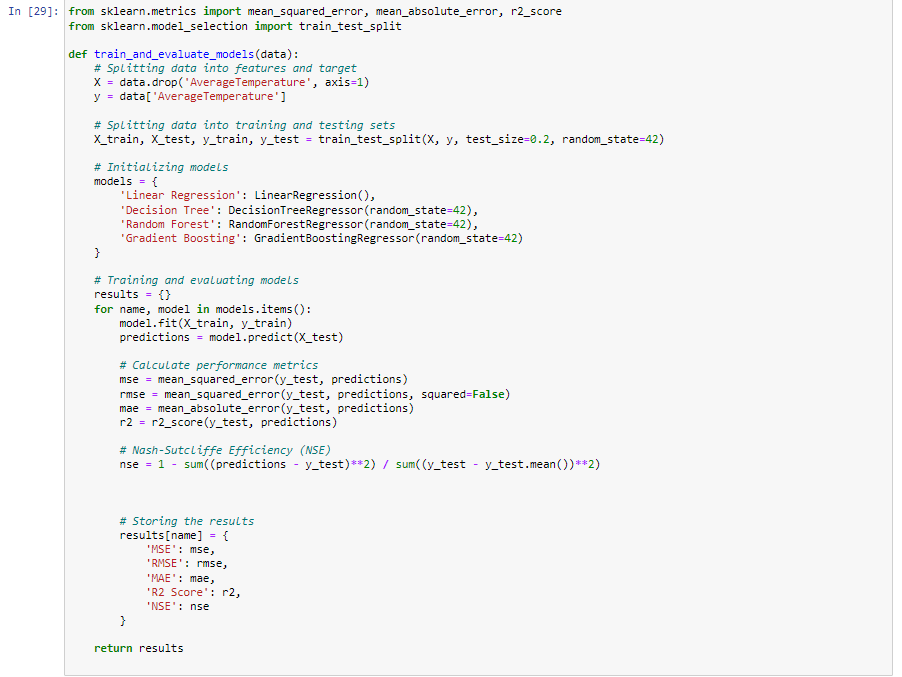 In [29]: from sklearn.metrics import mean_squared_error, mean_absolute_error, r2_score
from sklearn.model_selection import train_test_split

def train_and_evaluate_models(data):
    # Splitting data into features and target
    X = data.drop('AverageTemperature', axis=1)
    y = data['AverageTemperature']

    # Splitting data into training and testing sets
    X_train, X_test, y_train, y_test = train_test_split(X, y, test_size=0.2, random_state=42)

    # Initializing models
    models = {
        'Linear Regression': LinearRegression(),
        'Decision Tree': DecisionTreeRegressor(random_state=42),
        'Random Forest': RandomForestRegressor(random_state=42),
        'Gradient Boosting': GradientBoostingRegressor(random_state=42)
    }

    # Training and evaluating models
    results = {}
    for name, model in models.items():
        model.fit(X_train, y_train)
        predictions = model.predict(X_test)

        # Calculate performance metrics
        mse = mean_squared_error(y_test, predictions)
        rmse = mean_squared_error(y_test, predictions, squared=False)
        mae = mean_absolute_error(y_test, predictions)
        r2 = r2_score(y_test, predictions)

        # Nash-Sutcliffe Efficiency (NSE)
        nse = 1 - sum((predictions - y_test)**2) / sum((y_test - y_test.mean())**2)

        # Storing the results
        results[name] = {
            'MSE': mse,
            'RMSE': rmse,
            'MAE': mae,
            'R2 Score': r2,
            'NSE': nse
        }

    return results